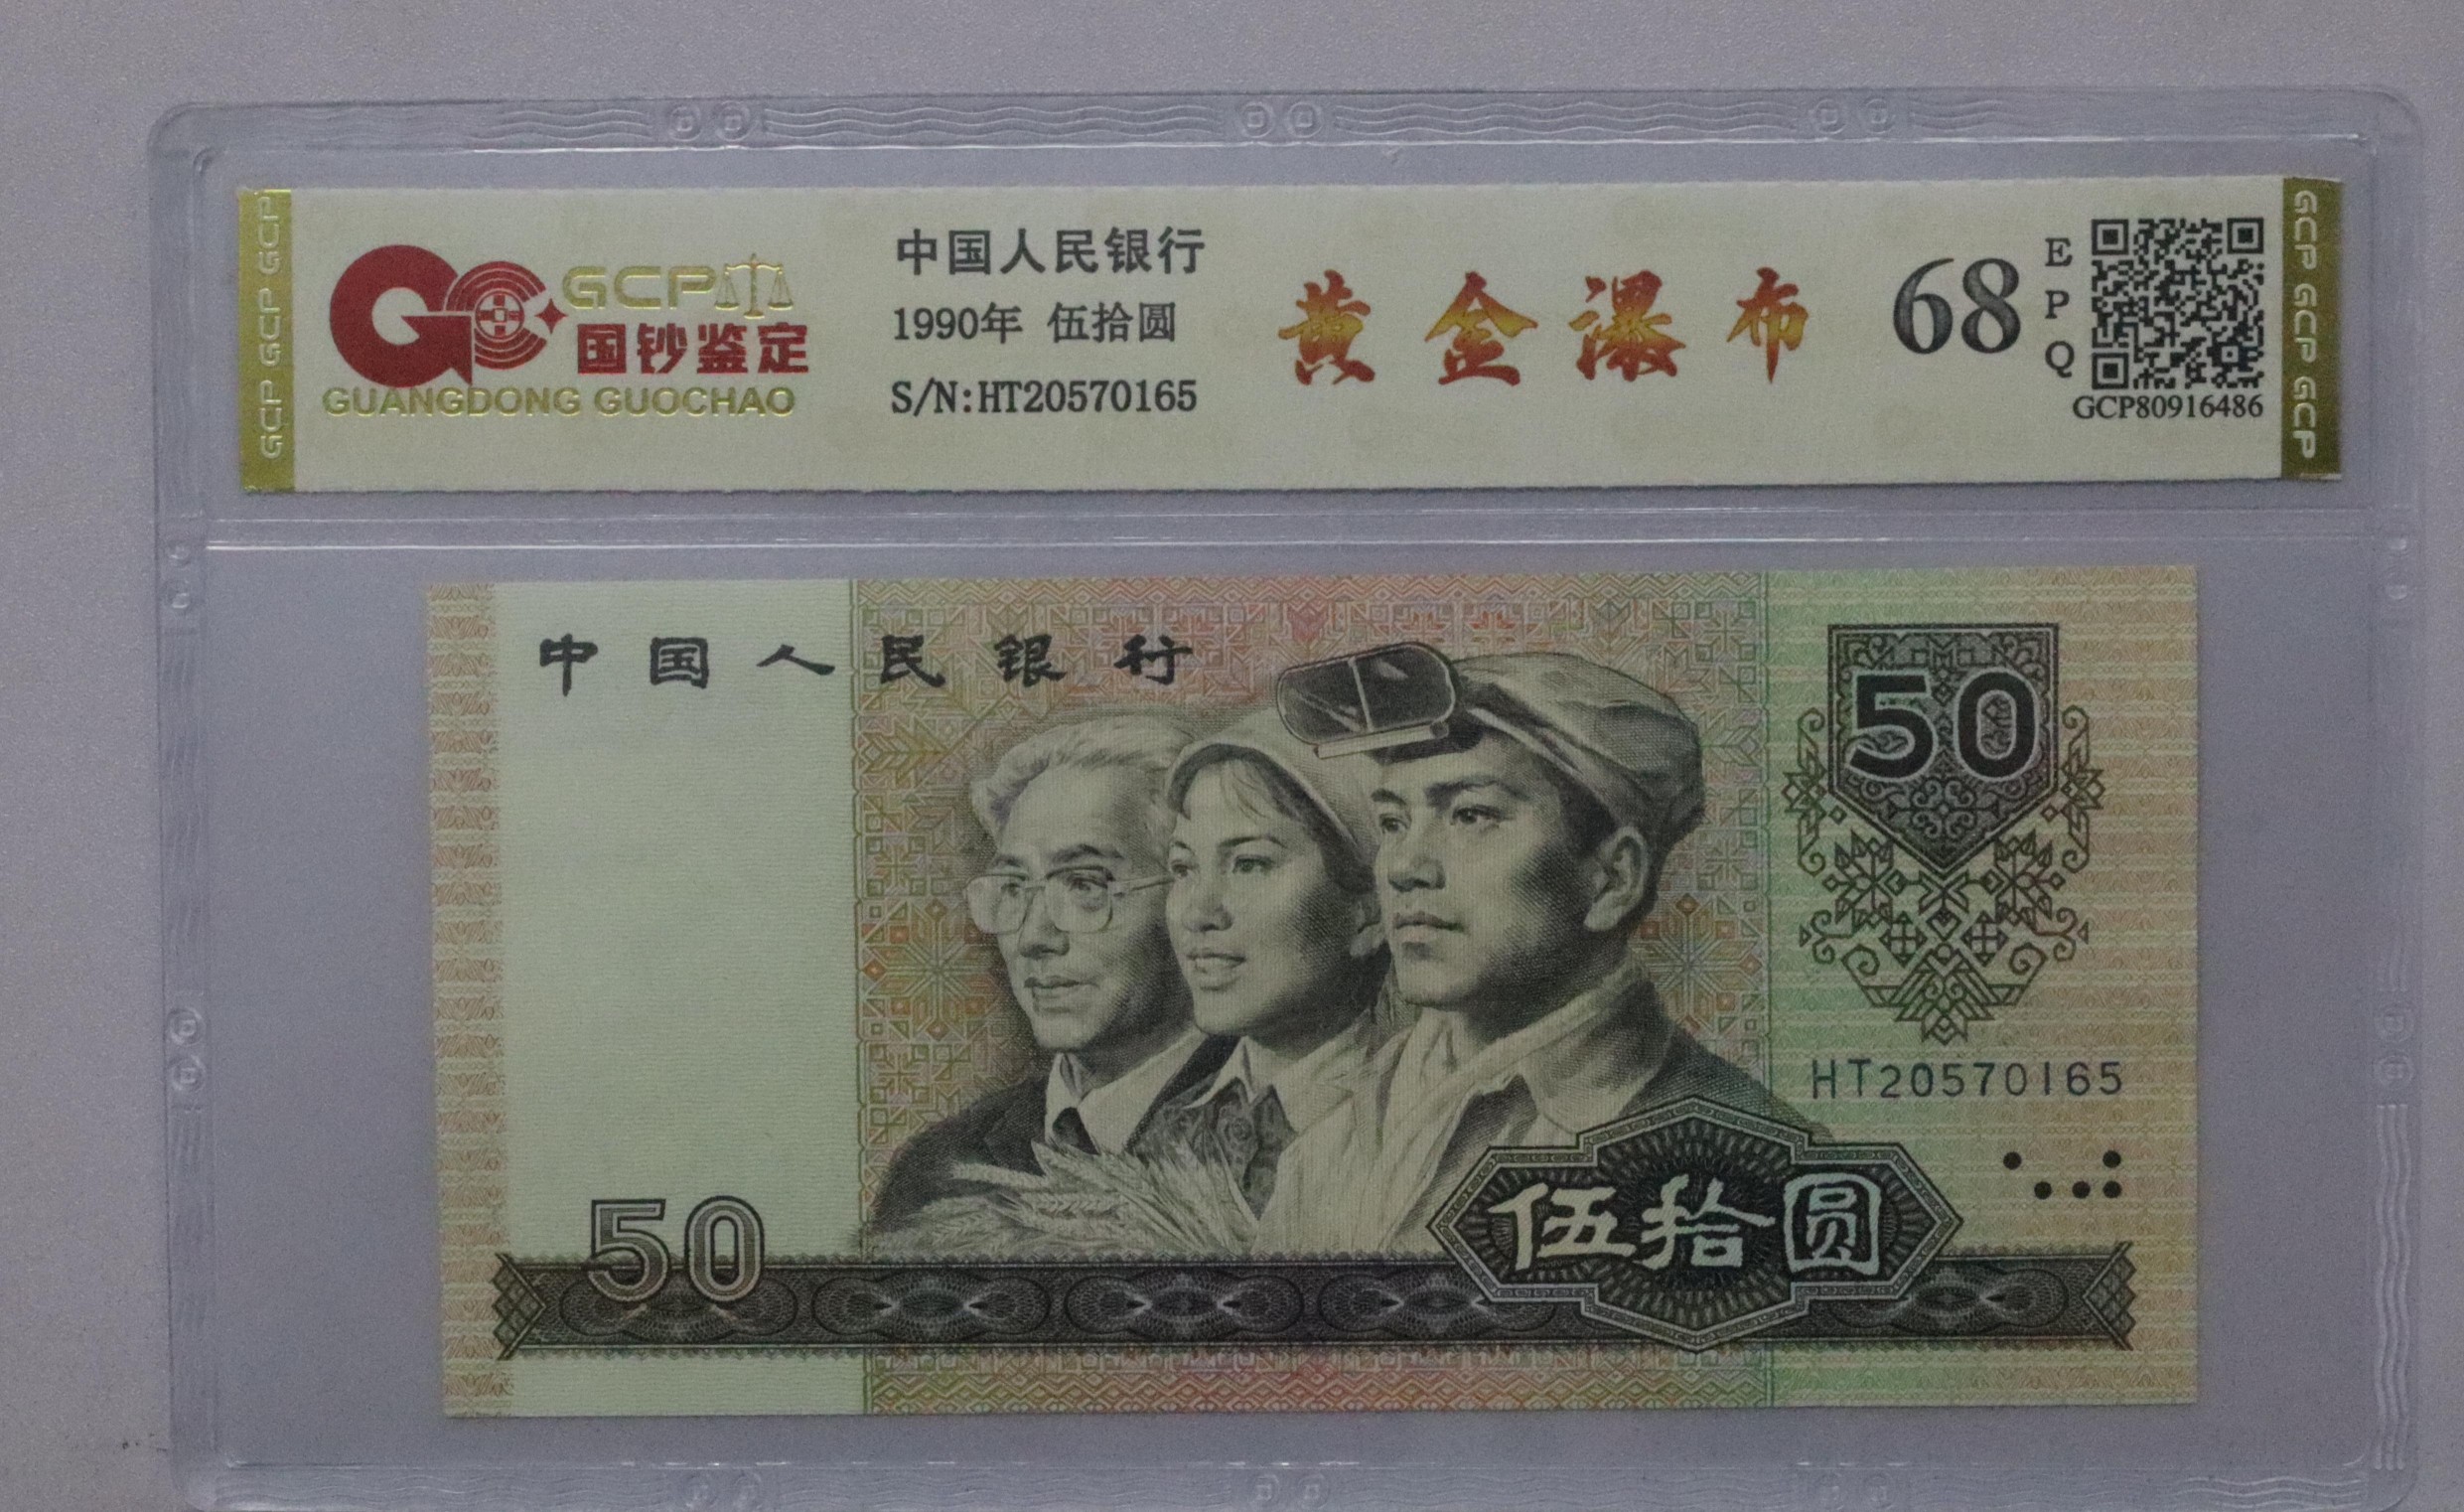 GCP GCP GCP
GCP
国钞鉴定
GUANGDONG GUOCHAO
中国人民银行
1990年 伍拾圆
S/N:HT20570165
黄金瀑布
68
EPQ
GCP80916486
GCP GCP GCP
中国人民银行
50
HT20570165
50
伍拾圆